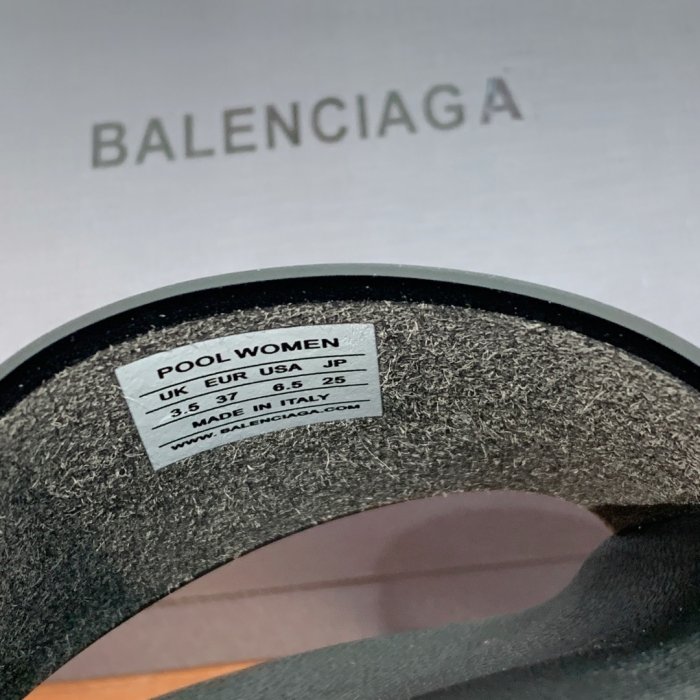 BALENCIAGA
POOL WOMEN
UK EUR USA JP
3.5 37 6.5 25
MADE IN ITALY
WWW.BALENCIAGA.COM